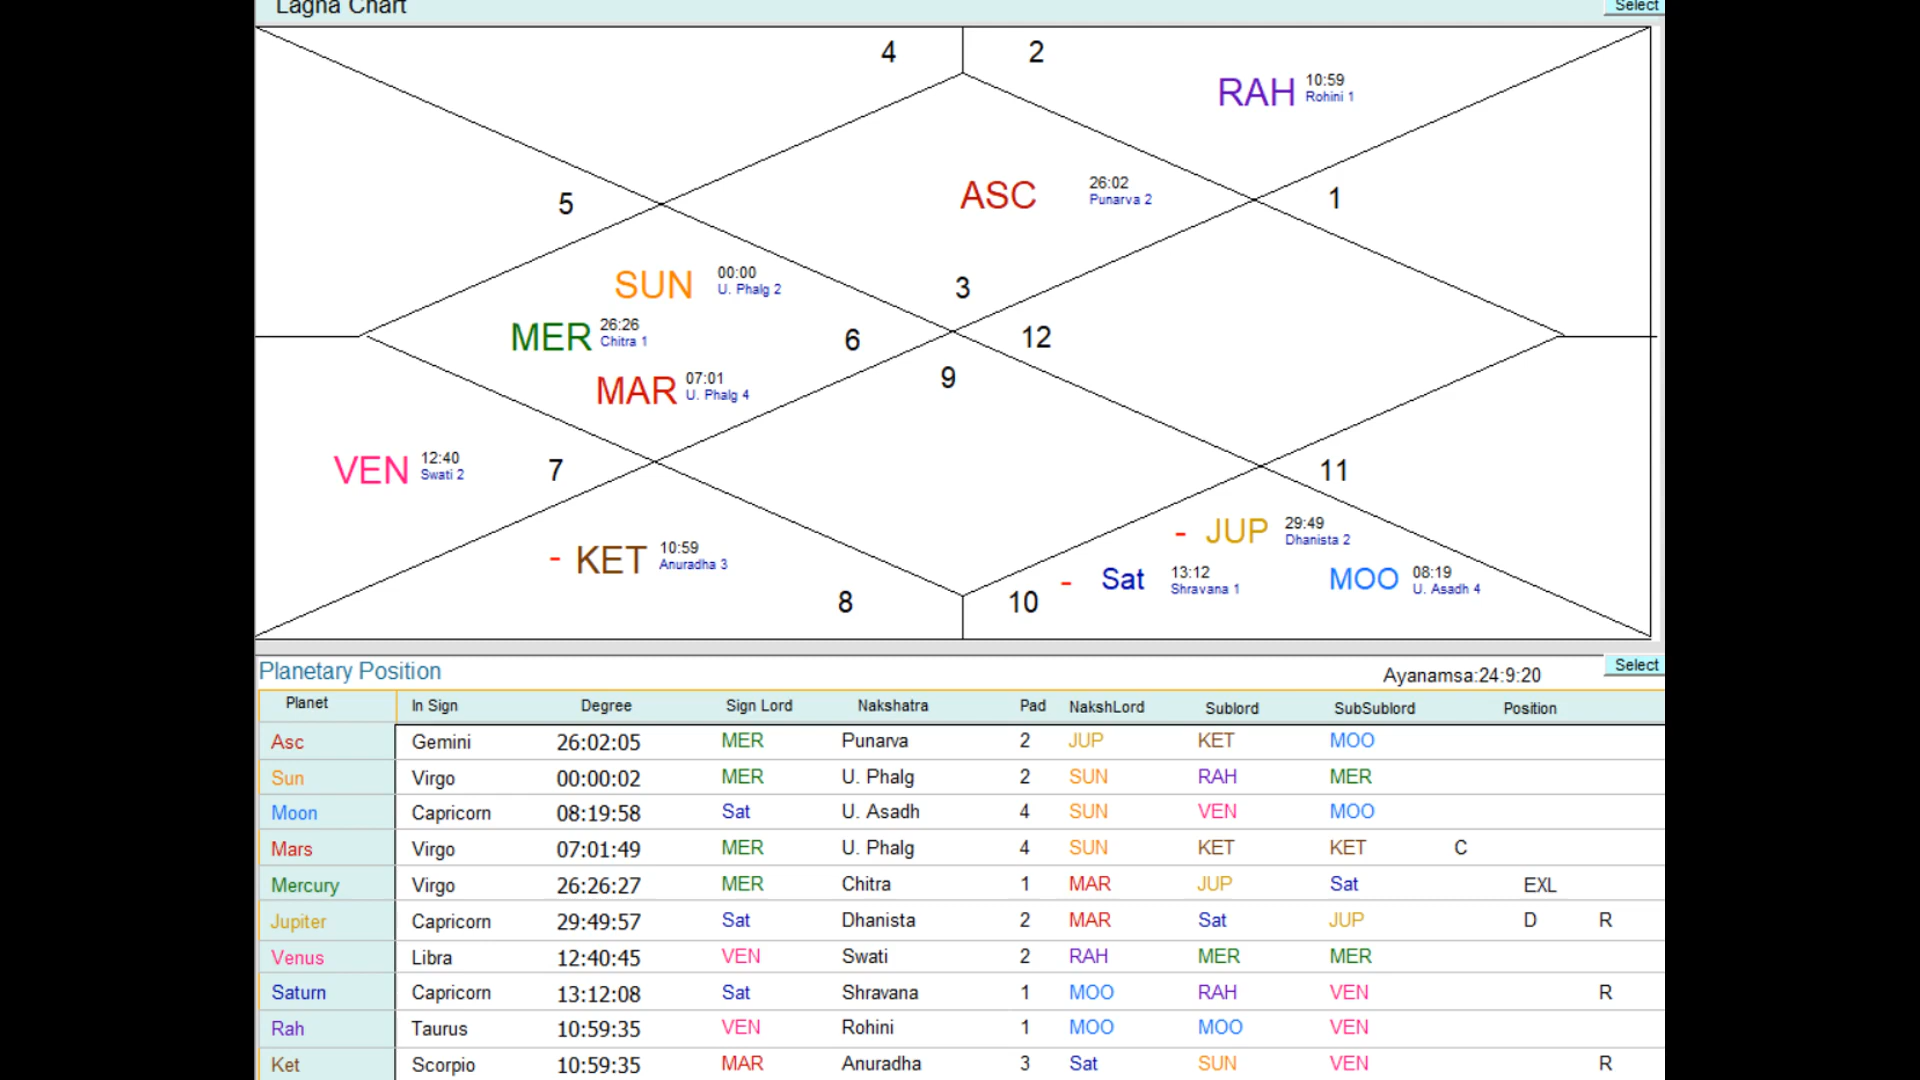 Lagna Chart Select
4 2
RAH 10:59
Rohini 1
ASC 26:02
Punarva 2
5 1
SUN 00:00
U. Phalg 2
3
MER 26:26
Chitra 1
6 12
MAR 07:01
U. Phalg 4
9
VEN 12:40
Swati 2
7 11
- JUP 29:49
Dhanista 2
- KET 10:59
Anuradha 3
- Sat 13:12
Shravana 1
MOO 08:19
U. Asadh 4
8 10
Planetary Position Ayanamsa:24:9:20 Select
Planet In Sign Degree Sign Lord Nakshatra Pad NakshLord Sublord SubSublord Position
Asc Gemini 26:02:05 MER Punarva 2 JUP KET MOO
Sun Virgo 00:00:02 MER U. Phalg 2 SUN RAH MER
Moon Capricorn 08:19:58 Sat U. Asadh 4 SUN VEN MOO
Mars Virgo 07:01:49 MER U. Phalg 4 SUN KET KET C
Mercury Virgo 26:26:27 MER Chitra 1 MAR JUP Sat EXL
Jupiter Capricorn 29:49:57 Sat Dhanista 2 MAR Sat JUP D R
Venus Libra 12:40:45 VEN Swati 2 RAH MER MER
Saturn Capricorn 13:12:08 Sat Shravana 1 MOO RAH VEN R
Rah Taurus 10:59:35 VEN Rohini 1 MOO MOO VEN
Ket Scorpio 10:59:35 MAR Anuradha 3 Sat SUN VEN R